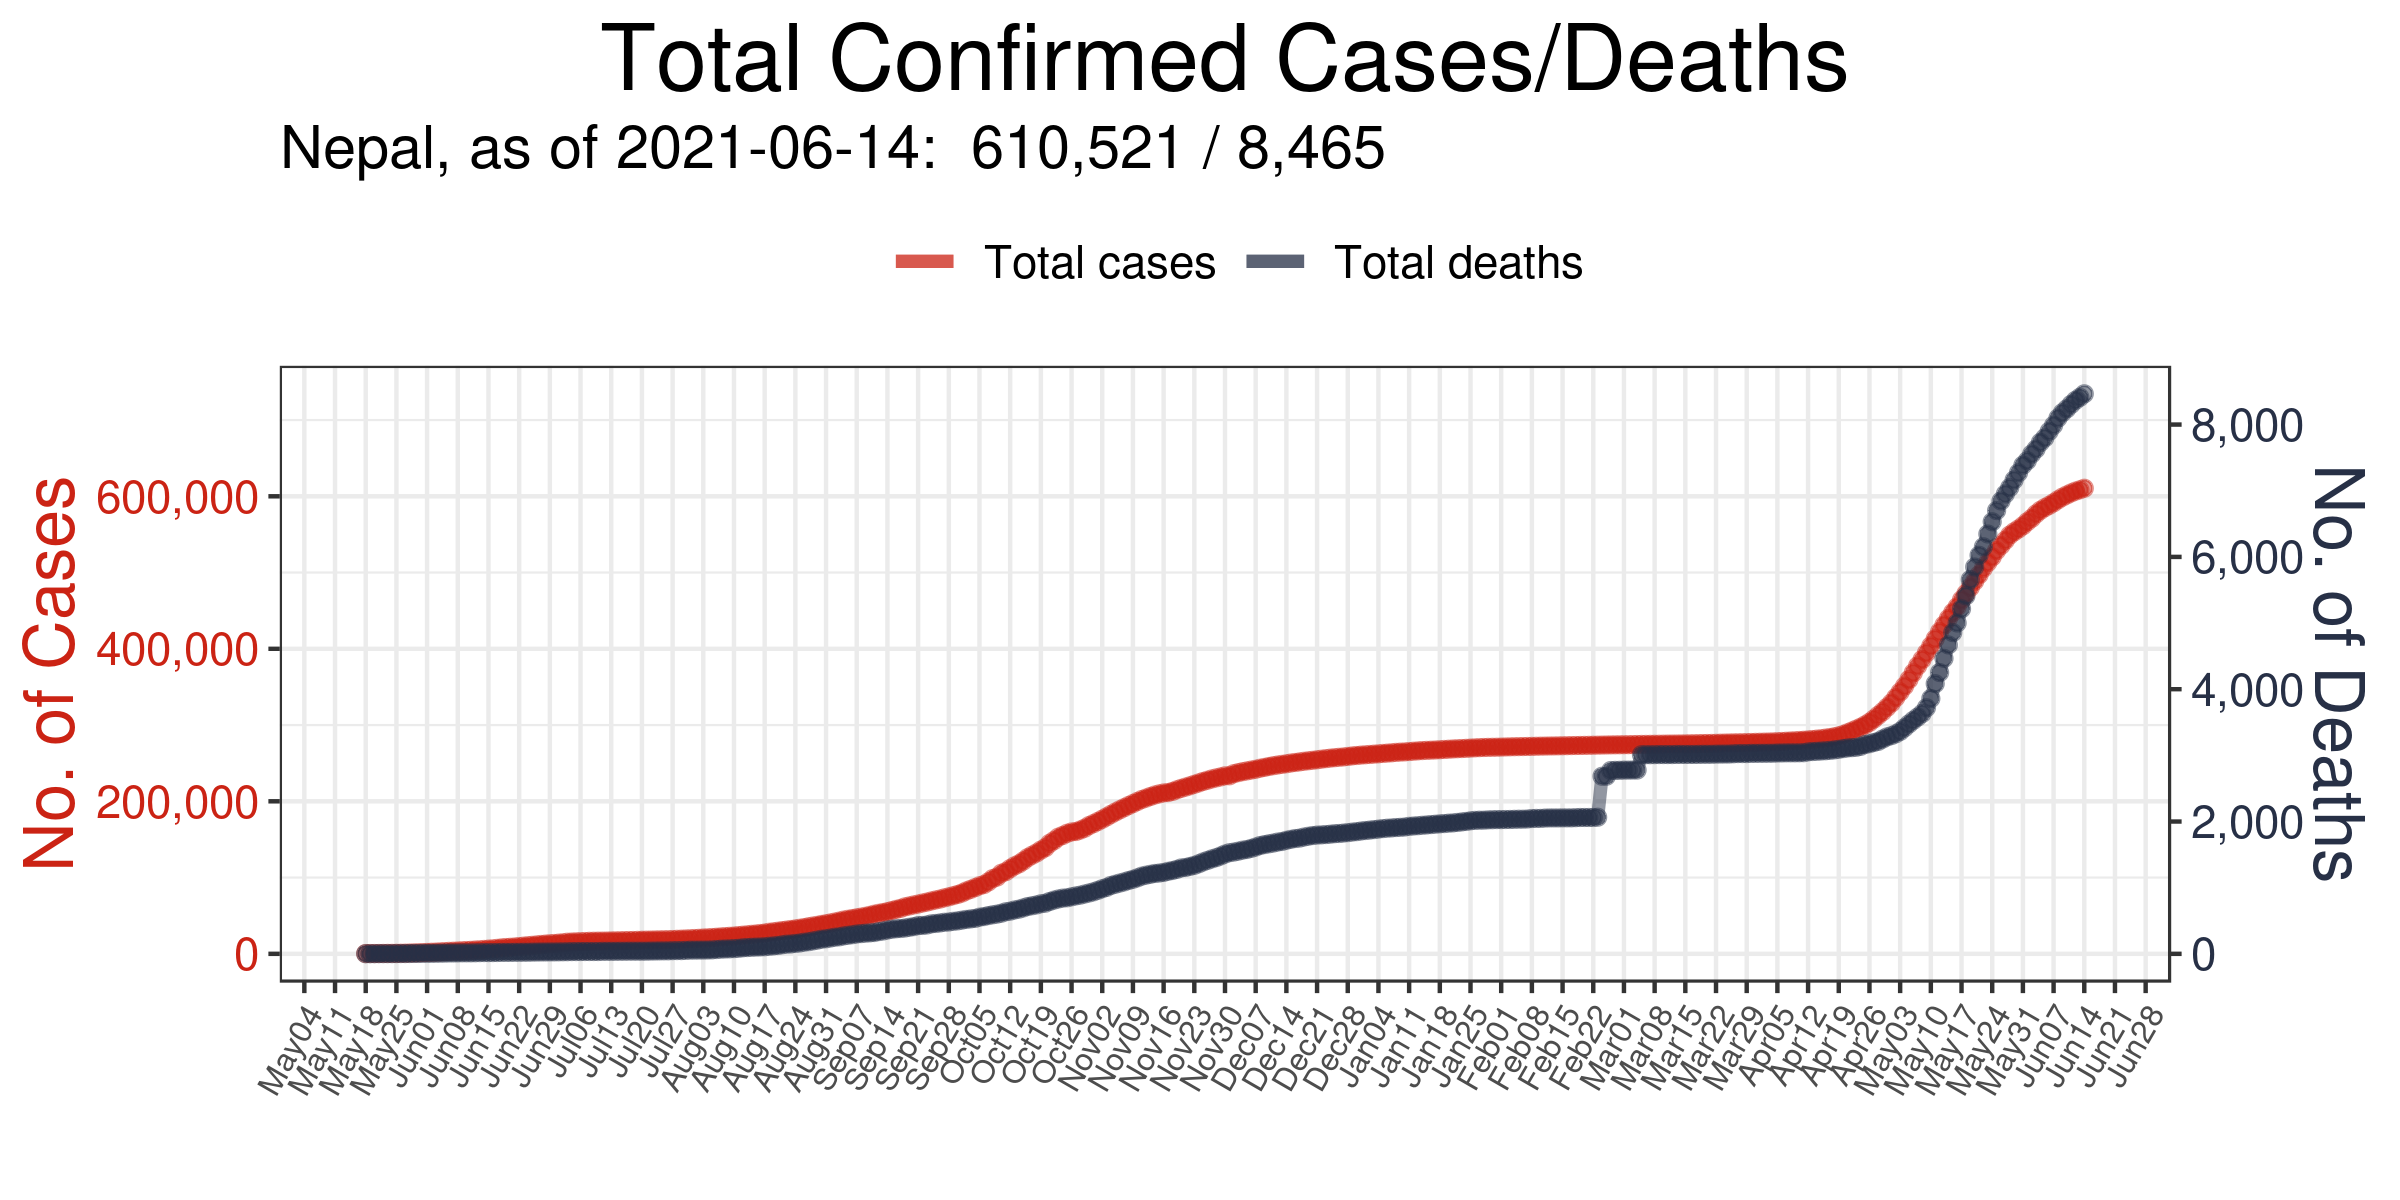 Total Confirmed Cases/Deaths
Nepal, as of 2021-06-14:  610,521 / 8,465
Total cases
Total deaths
No. of Cases
600,000
400,000
200,000
0
8,000
6,000
4,000
2,000
0
No. of Deaths
May04
May11
May18
May25
Jun01
Jun08
Jun15
Jun22
Jun29
Jul06
Jul13
Jul20
Jul27
Aug03
Aug10
Aug17
Aug24
Aug31
Sep07
Sep14
Sep21
Sep28
Oct05
Oct12
Oct19
Oct26
Nov02
Nov09
Nov16
Nov23
Nov30
Dec07
Dec14
Dec21
Dec28
Jan04
Jan11
Jan18
Jan25
Feb01
Feb08
Feb15
Feb22
Mar01
Mar08
Mar15
Mar22
Mar29
Apr05
Apr12
Apr19
Apr26
May03
May10
May17
May24
May31
Jun07
Jun14
Jun21
Jun28